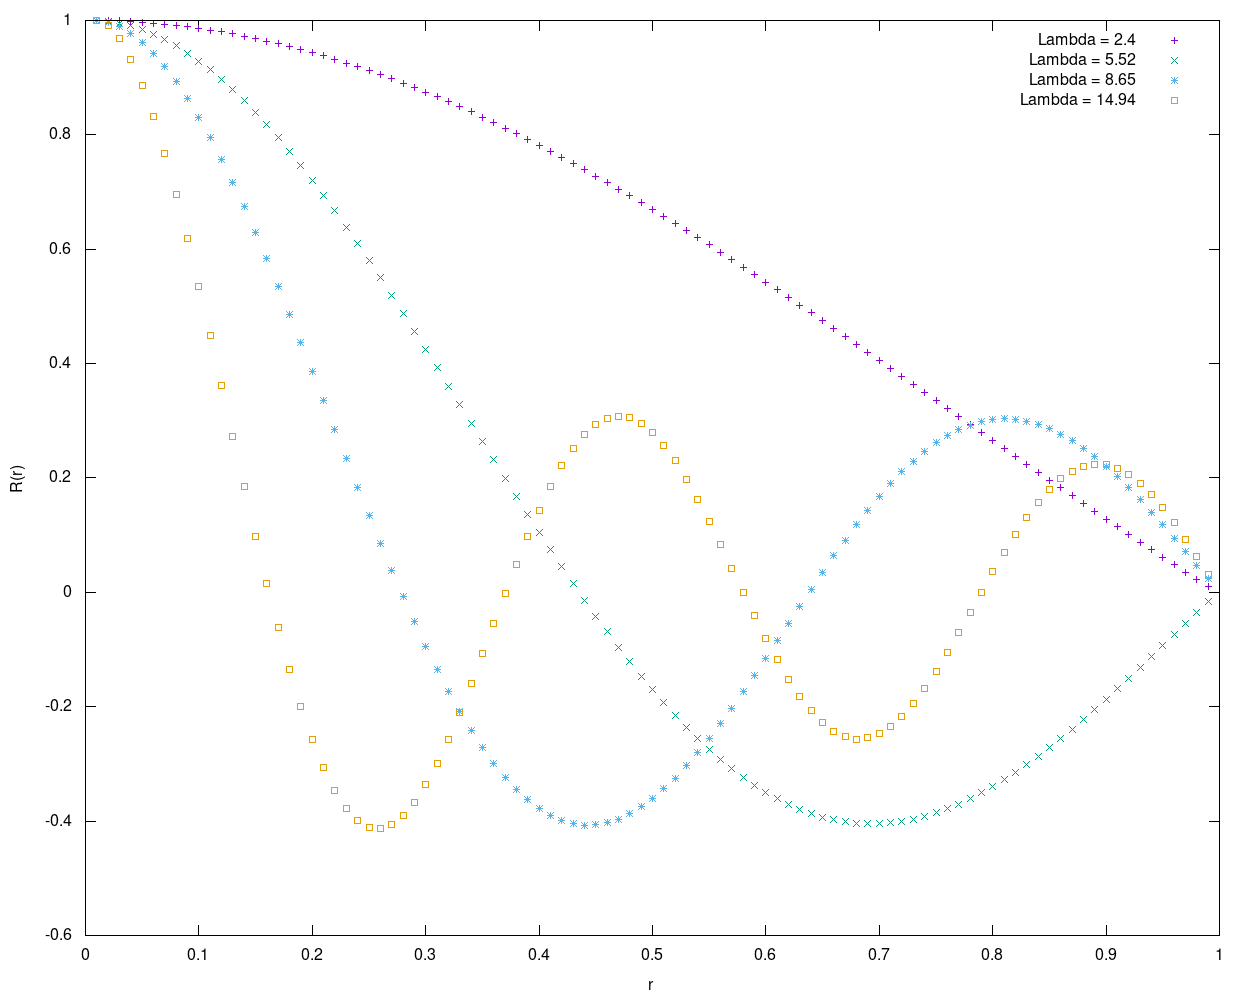 Lambda = 2.4
Lambda = 5.52
Lambda = 8.65
Lambda = 14.94
1
0.8
0.6
0.4
0.2
0
-0.2
-0.4
-0.6
R(r)
0 0.1 0.2 0.3 0.4 0.5 0.6 0.7 0.8 0.9 1
r